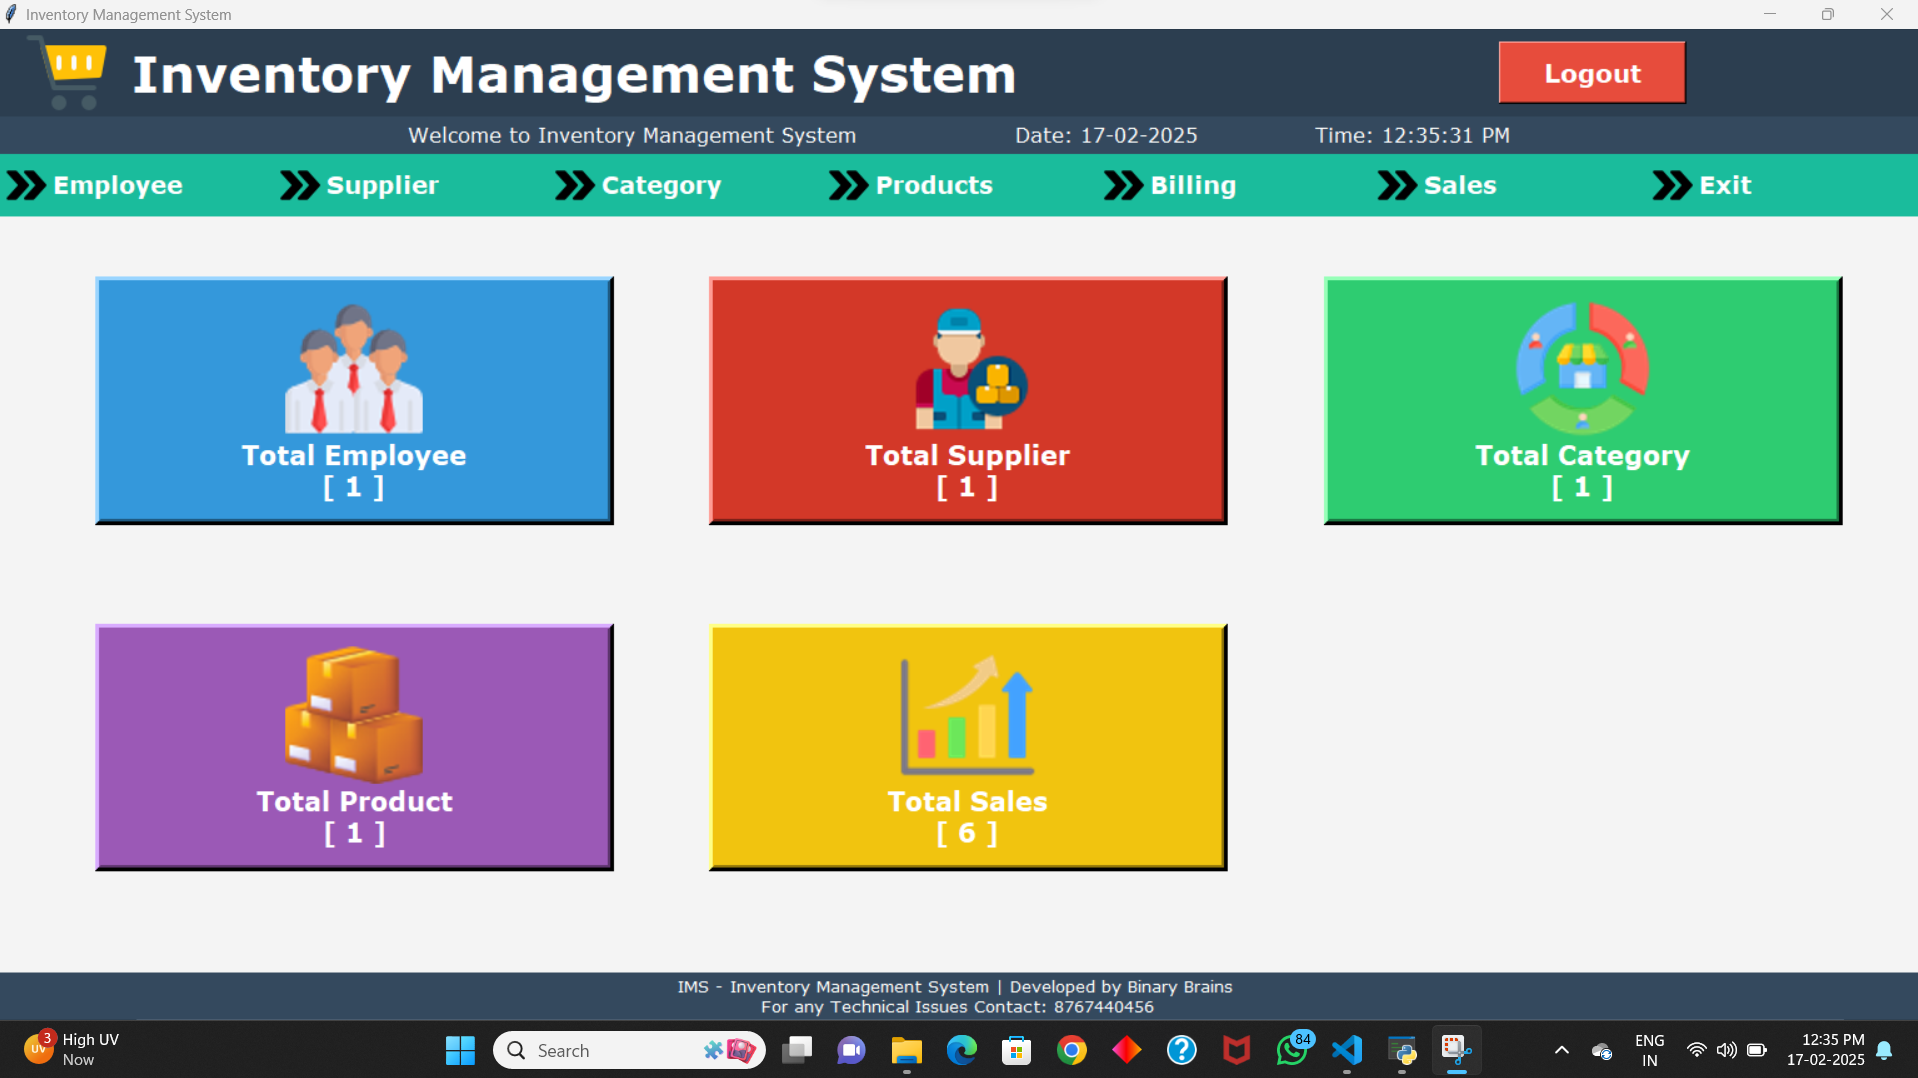 Inventory Management System
Inventory Management System
Logout
Welcome to Inventory Management System Date: 17-02-2025 Time: 12:35:31 PM
Employee Supplier Category Products Billing Sales Exit
Total Employee
[ 1 ]
Total Supplier
[ 1 ]
Total Category
[ 1 ]
Total Product
[ 1 ]
Total Sales
[ 6 ]
IMS - Inventory Management System | Developed by Binary Brains
For any Technical Issues Contact: 8767440456
UV
3
High UV
Now
Search
84
ENG
IN
12:35 PM
17-02-2025